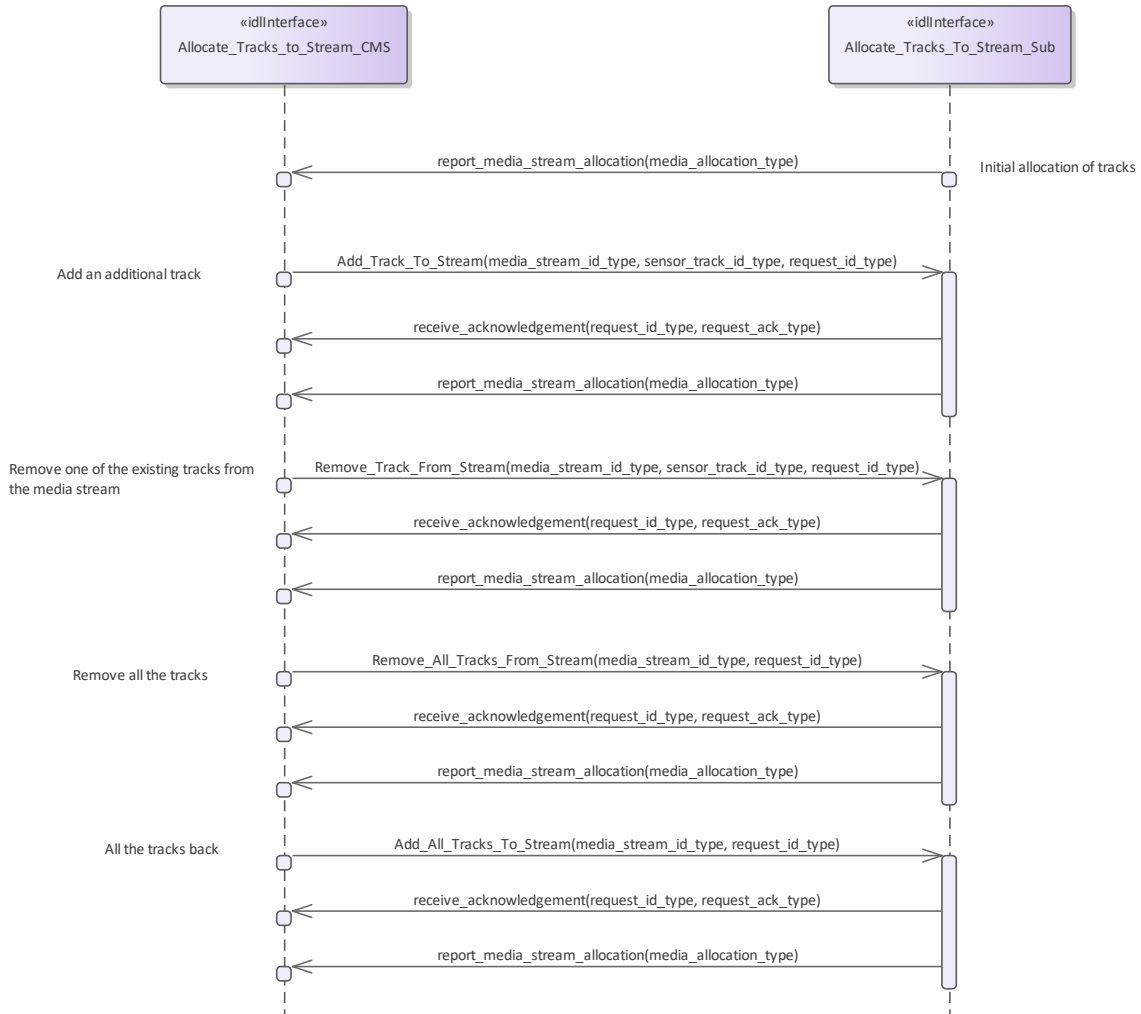 «idlInterface»
Allocate_Tracks_to_Stream_CMS
«idlInterface»
Allocate_Tracks_To_Stream_Sub
report_media_stream_allocation(media_allocation_type)
Initial allocation of tracks
Add an additional track
Add_Track_To_Stream(media_stream_id_type, sensor_track_id_type, request_id_type)
receive_acknowledgement(request_id_type, request_ack_type)
report_media_stream_allocation(media_allocation_type)
Remove one of the existing tracks from
the media stream
Remove_Track_From_Stream(media_stream_id_type, sensor_track_id_type, request_id_type)
receive_acknowledgement(request_id_type, request_ack_type)
report_media_stream_allocation(media_allocation_type)
Remove all the tracks
Remove_All_Tracks_From_Stream(media_stream_id_type, request_id_type)
receive_acknowledgement(request_id_type, request_ack_type)
report_media_stream_allocation(media_allocation_type)
All the tracks back
Add_All_Tracks_To_Stream(media_stream_id_type, request_id_type)
receive_acknowledgement(request_id_type, request_ack_type)
report_media_stream_allocation(media_allocation_type)